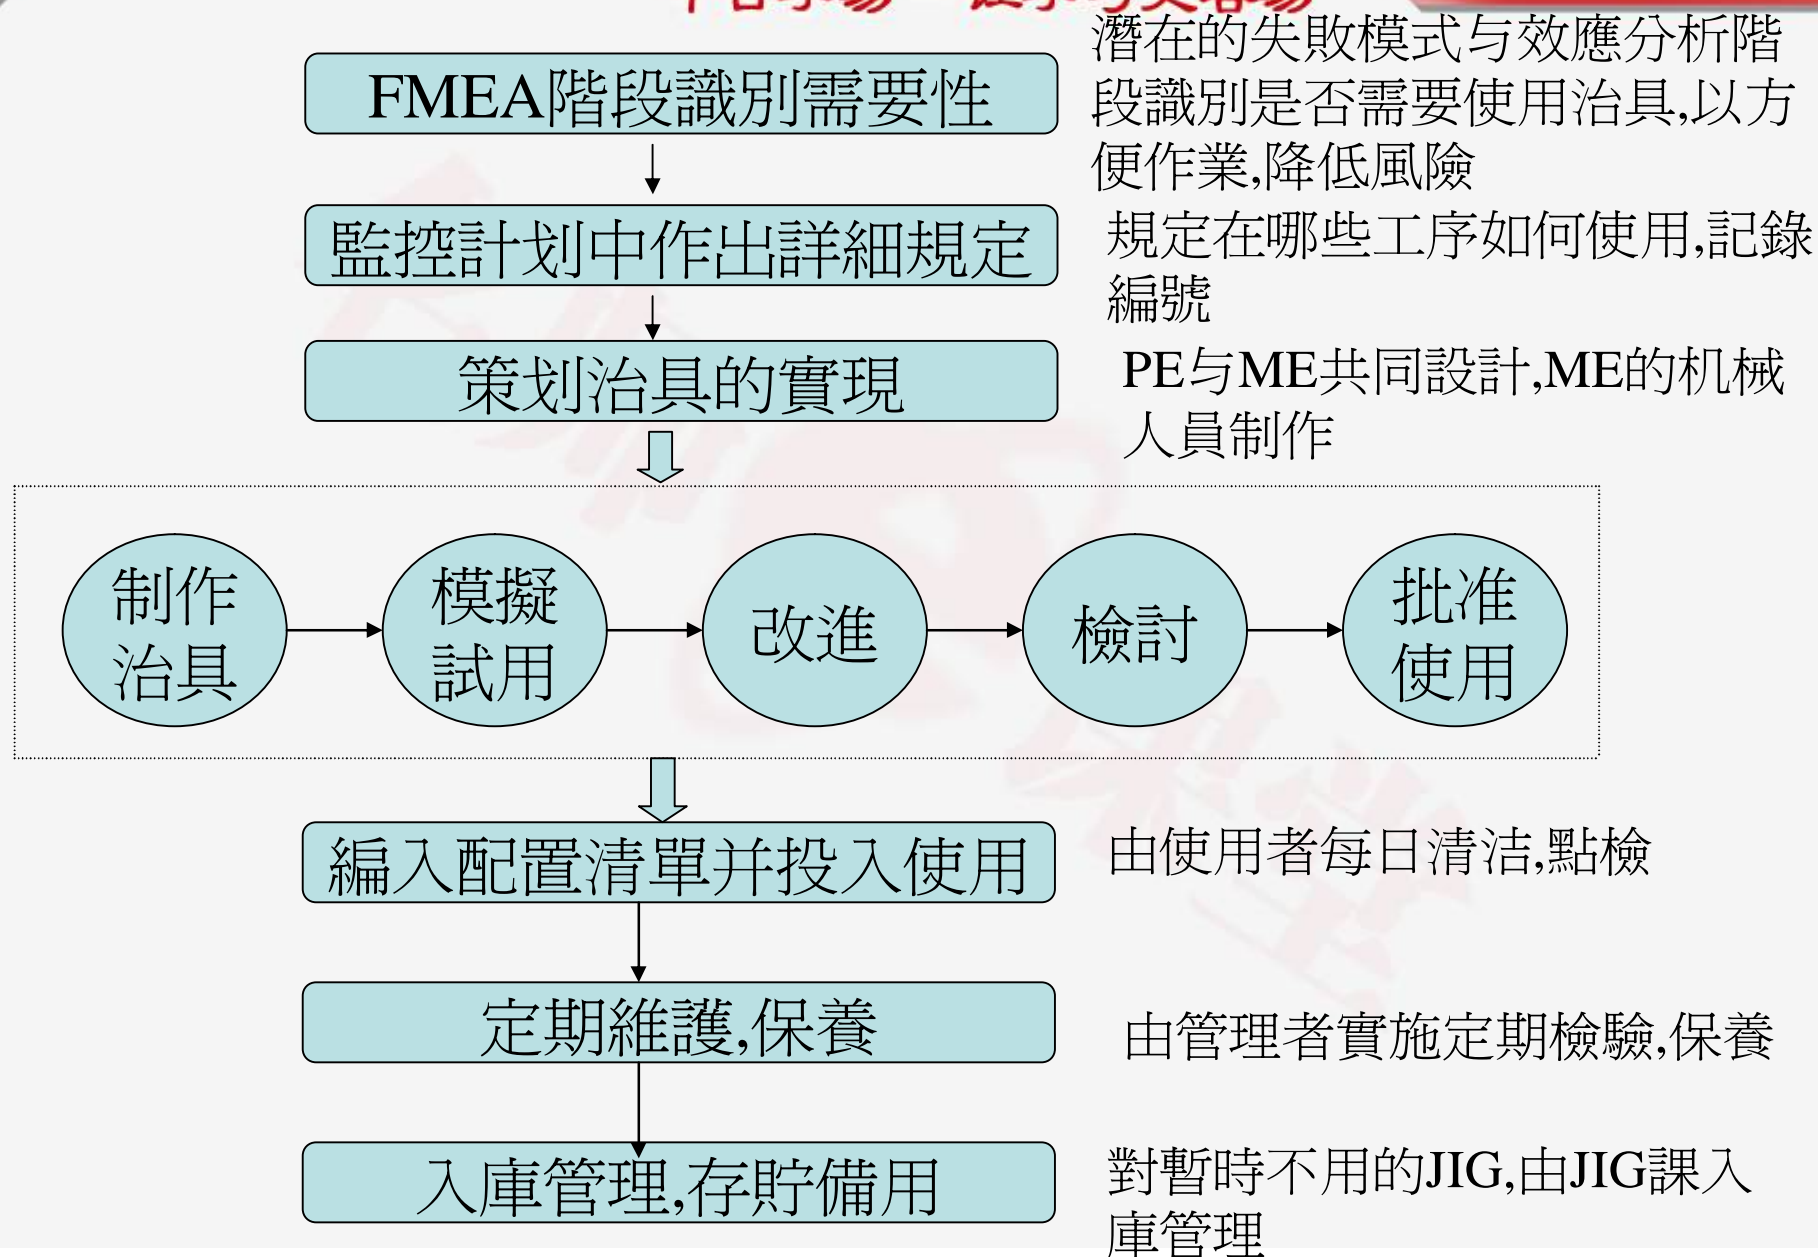 FMEA階段識別需要性
潛在的失敗模式与效應分析階
段識別是否需要使用治具,以方
便作業,降低風險
監控計划中作出詳細規定
規定在哪些工序如何使用,記錄
編號
策划治具的實現
PE与ME共同設計,ME的机械
人員制作
制作
治具
模擬
試用
改進
檢討
批准
使用
編入配置清單并投入使用
由使用者每日清洁,點檢
定期維護,保養
由管理者實施定期檢驗,保養
入庫管理,存貯備用
對暫時不用的JIG,由JIG課入
庫管理